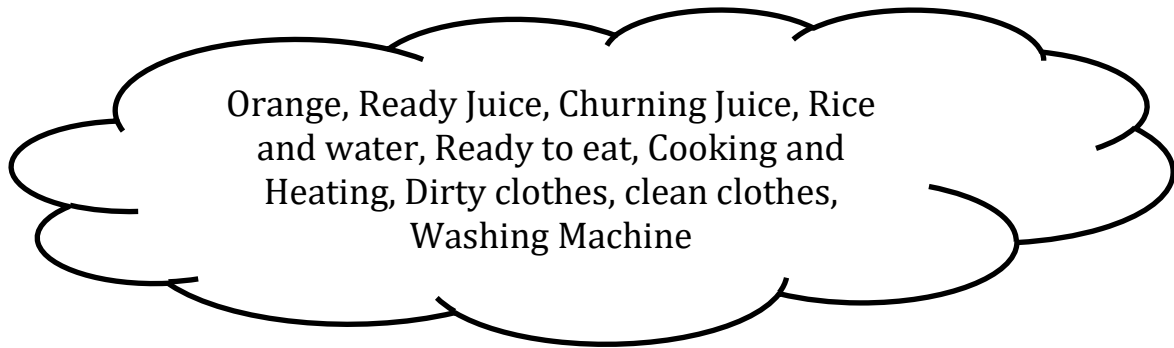 Orange, Ready Juice, Churning Juice, Rice
and water, Ready to eat, Cooking and
Heating, Dirty clothes, clean clothes,
Washing Machine